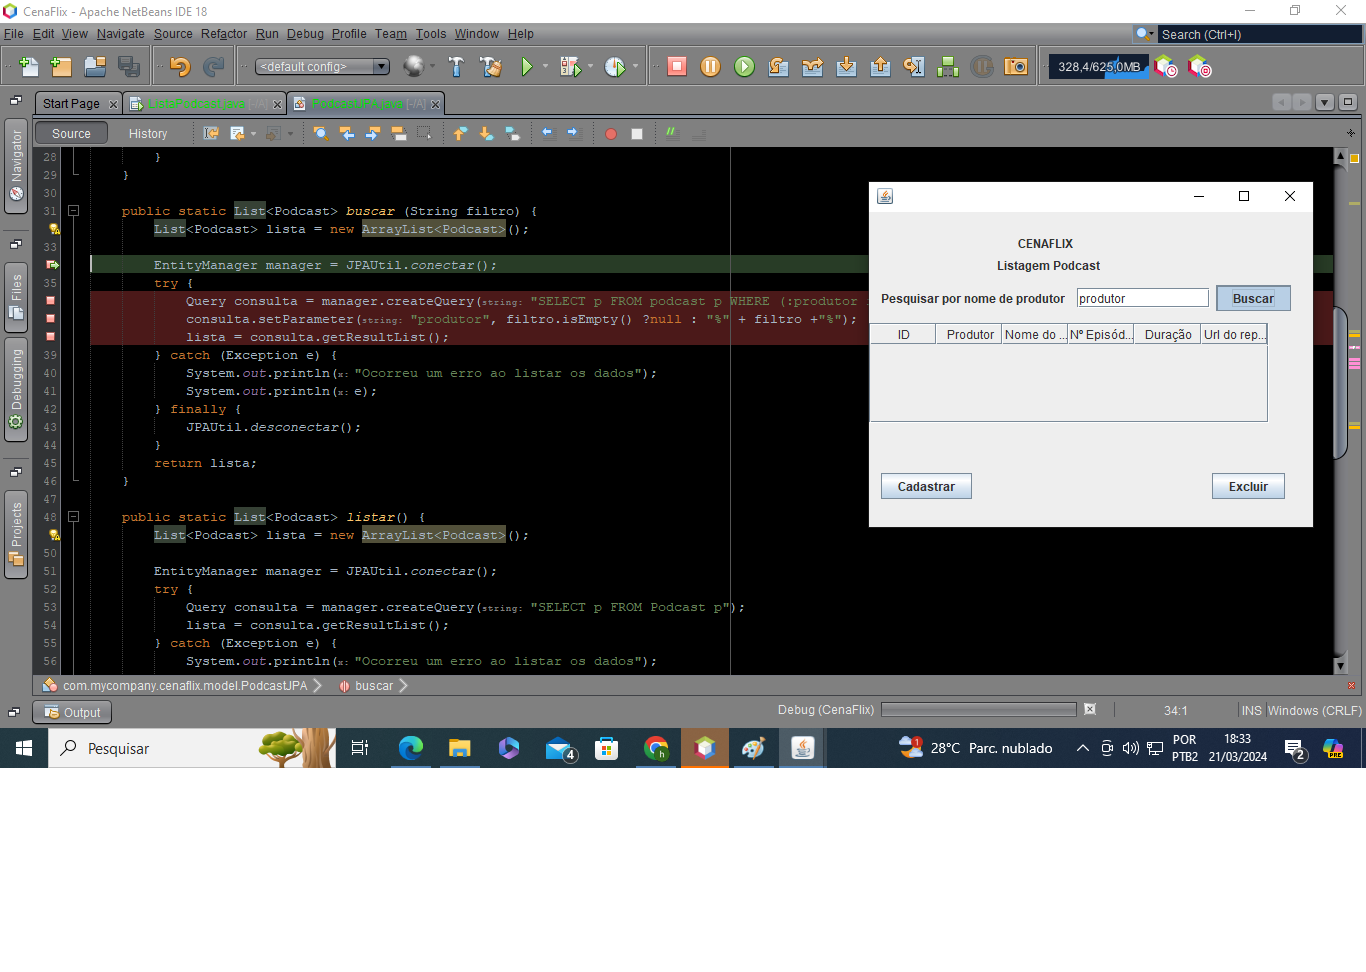 CenaFlix - Apache NetBeans IDE 18
File Edit View Navigate Source Refactor Run Debug Profile Team Tools Window Help
Search (Ctrl+I)
<default config>
328,4/625,0MB
Start Page
PodcastJPA.java [-/A]
Source History
Navigator
Files
Debugging
Projects
28 }
29 }
30
31 public static List<Podcast> buscar (String filtro) {
List<Podcast> lista = new ArrayList<Podcast>();
33
EntityManager manager = JPAUtil.conectar();
35 try {
Query consulta = manager.createQuery(string: "SELECT p FROM podcast p WHERE (:produtor
consulta.setParameter(string: "produtor", filtro.isEmpty() ?null : "%" + filtro +"%");
lista = consulta.getResultList();
39 } catch (Exception e) {
40 System.out.println(x: "Ocorreu um erro ao listar os dados");
41 System.out.println(x: e);
42 } finally {
43 JPAUtil.desconectar();
44 }
45 return lista;
46 }
47
48 public static List<Podcast> listar() {
List<Podcast> lista = new ArrayList<Podcast>();
50
51 EntityManager manager = JPAUtil.conectar();
52 try {
53 Query consulta = manager.createQuery(string: "SELECT p FROM Podcast p");
54 lista = consulta.getResultList();
55 } catch (Exception e) {
56 System.out.println(x: "Ocorreu um erro ao listar os dados");
CENAFLIX
Listagem Podcast
Pesquisar por nome de produtor produtor Buscar
ID Produtor Nome do ... Nº Episód... Duração Url do rep...
Cadastrar Excluir
com.mycompany.cenaflix.model.PodcastJPA buscar
Output
Debug (CenaFlix)
34:1 INS Windows (CRLF)
Pesquisar
4
1
28°C Parc. nublado
POR
PTB2
18:33
21/03/2024
2
PRE